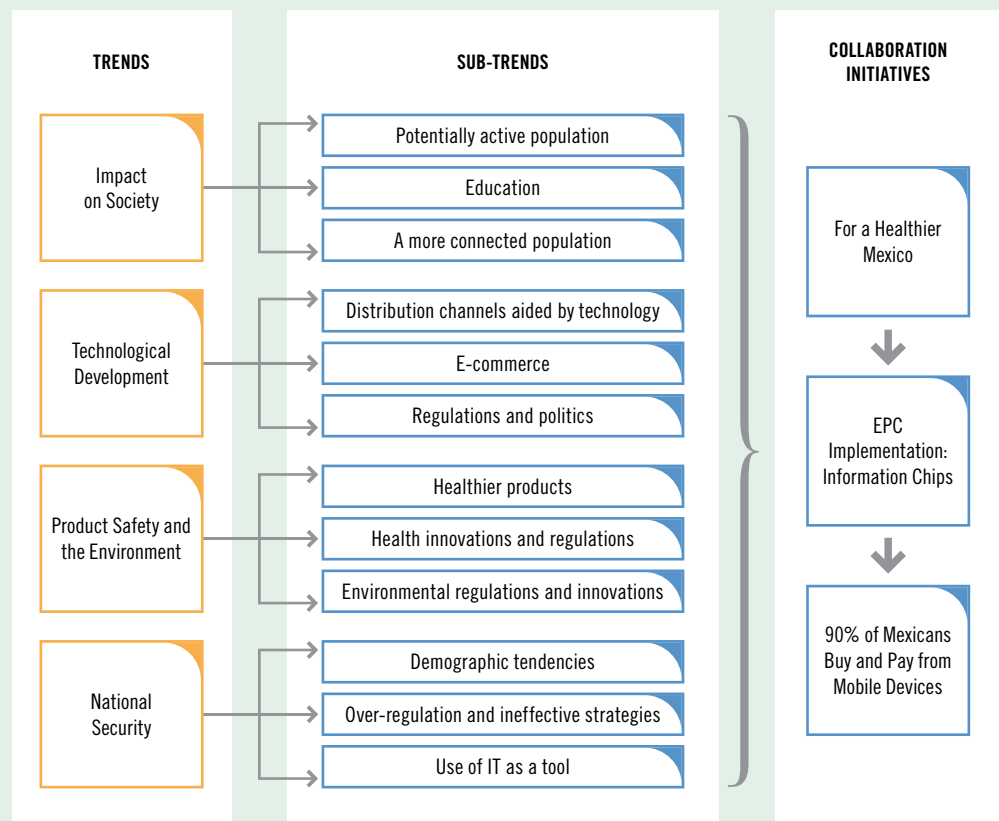 TRENDS
Impact
on Society
Technological
Development
Product Safety and
the Environment
National
Security
SUB-TRENDS
Potentially active population
Education
A more connected population
Distribution channels aided by technology
E-commerce
Regulations and politics
Healthier products
Health innovations and regulations
Environmental regulations and innovations
Demographic tendencies
Over-regulation and ineffective strategies
Use of IT as a tool
COLLABORATION
INITIATIVES
For a Healthier
Mexico
EPC
Implementation:
Information Chips
90% of Mexicans
Buy and Pay from
Mobile Devices